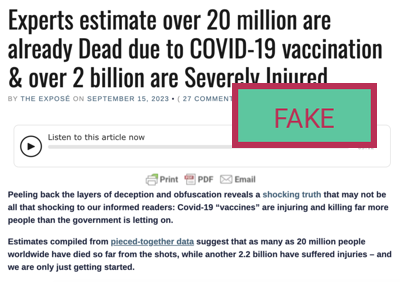 Experts estimate over 20 million are
already Dead due to COVID-19 vaccination
& over 2 billion are Severely Injured
BY THE EXPOSÉ ON SEPTEMBER 15, 2023 • ( 27 COMMENT
FAKE
Listen to this article now
Print PDF Email
Peeling back the layers of deception and obfuscation reveals a shocking truth that may not be
all that shocking to our informed readers: Covid-19 “vaccines” are injuring and killing far more
people than the government is letting on.
Estimates compiled from pieced-together data suggest that as many as 20 million people
worldwide have died so far from the shots, while another 2.2 billion have suffered injuries – and
we are only just getting started.